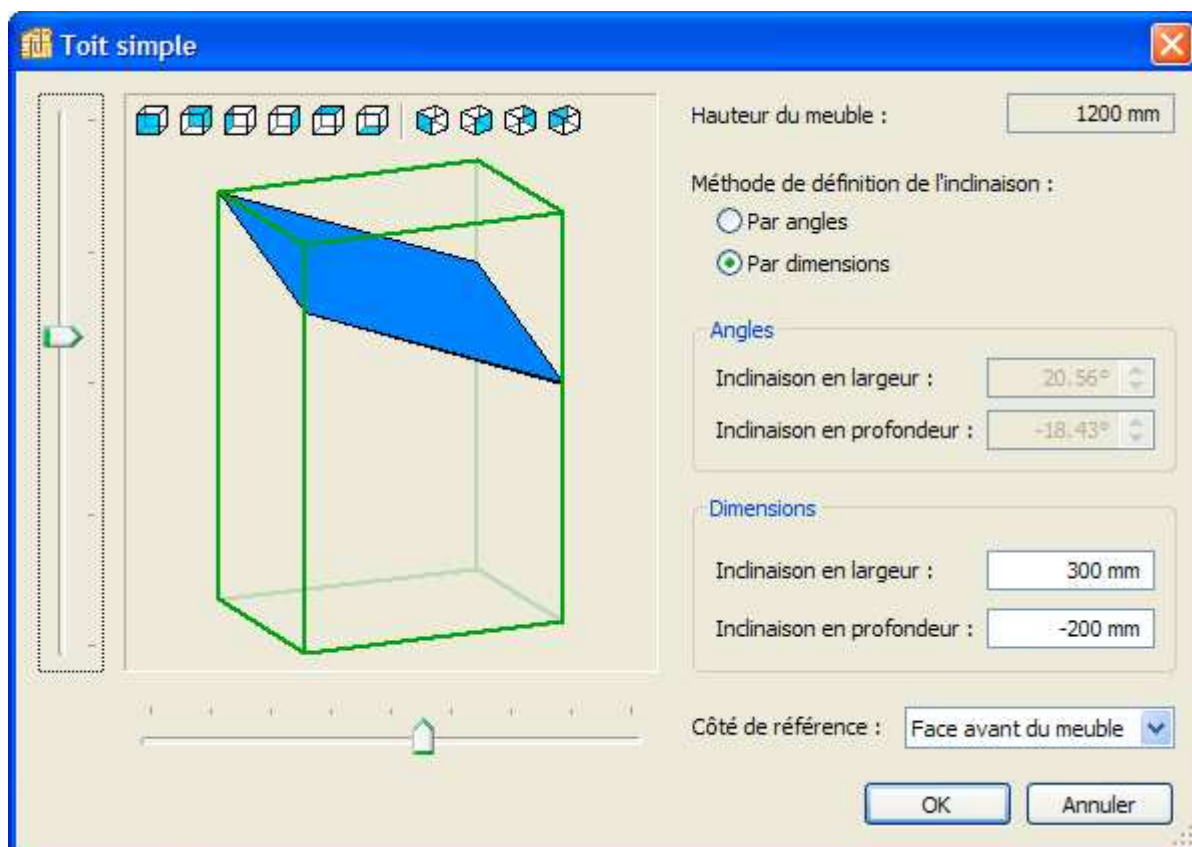 Toit simple
Hauteur du meuble : 1200 mm
Méthode de définition de l'inclinaison :
Par angles
Par dimensions
Angles
Inclinaison en largeur : 20.56°
Inclinaison en profondeur : -18.43°
Dimensions
Inclinaison en largeur : 300 mm
Inclinaison en profondeur : -200 mm
Côté de référence : Face avant du meuble
OK Annuler